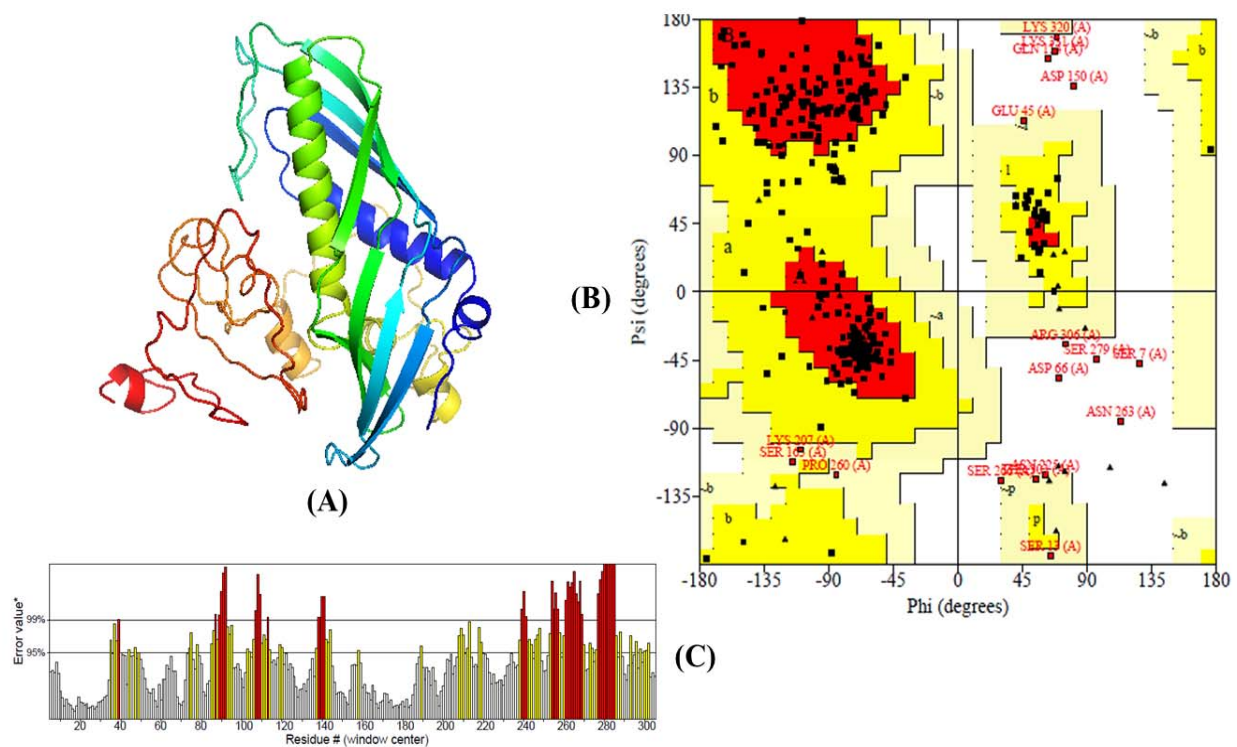 (A)
(B)
180
135
90
45
0
-45
-90
-135
-180
-135
-90
-45
0
45
90
135
180
Psi (degrees)
Phi (degrees)
B
b
a
A
l
~b
~b
b
~a
~b
b
~p
p
~b
LYS 320 (A)
ASP 150 (A)
GLU 45 (A)
ARG 306 (A)
SER 279 (A)
SER 7 (A)
ASP 66 (A)
ASN 263 (A)
LYS 297 (A)
PRO 260 (A)
SER 13 (A)
(C)
Error value*
99%
95%
20
40
60
80
100
120
140
160
180
200
220
240
260
280
300
Residue # (window center)